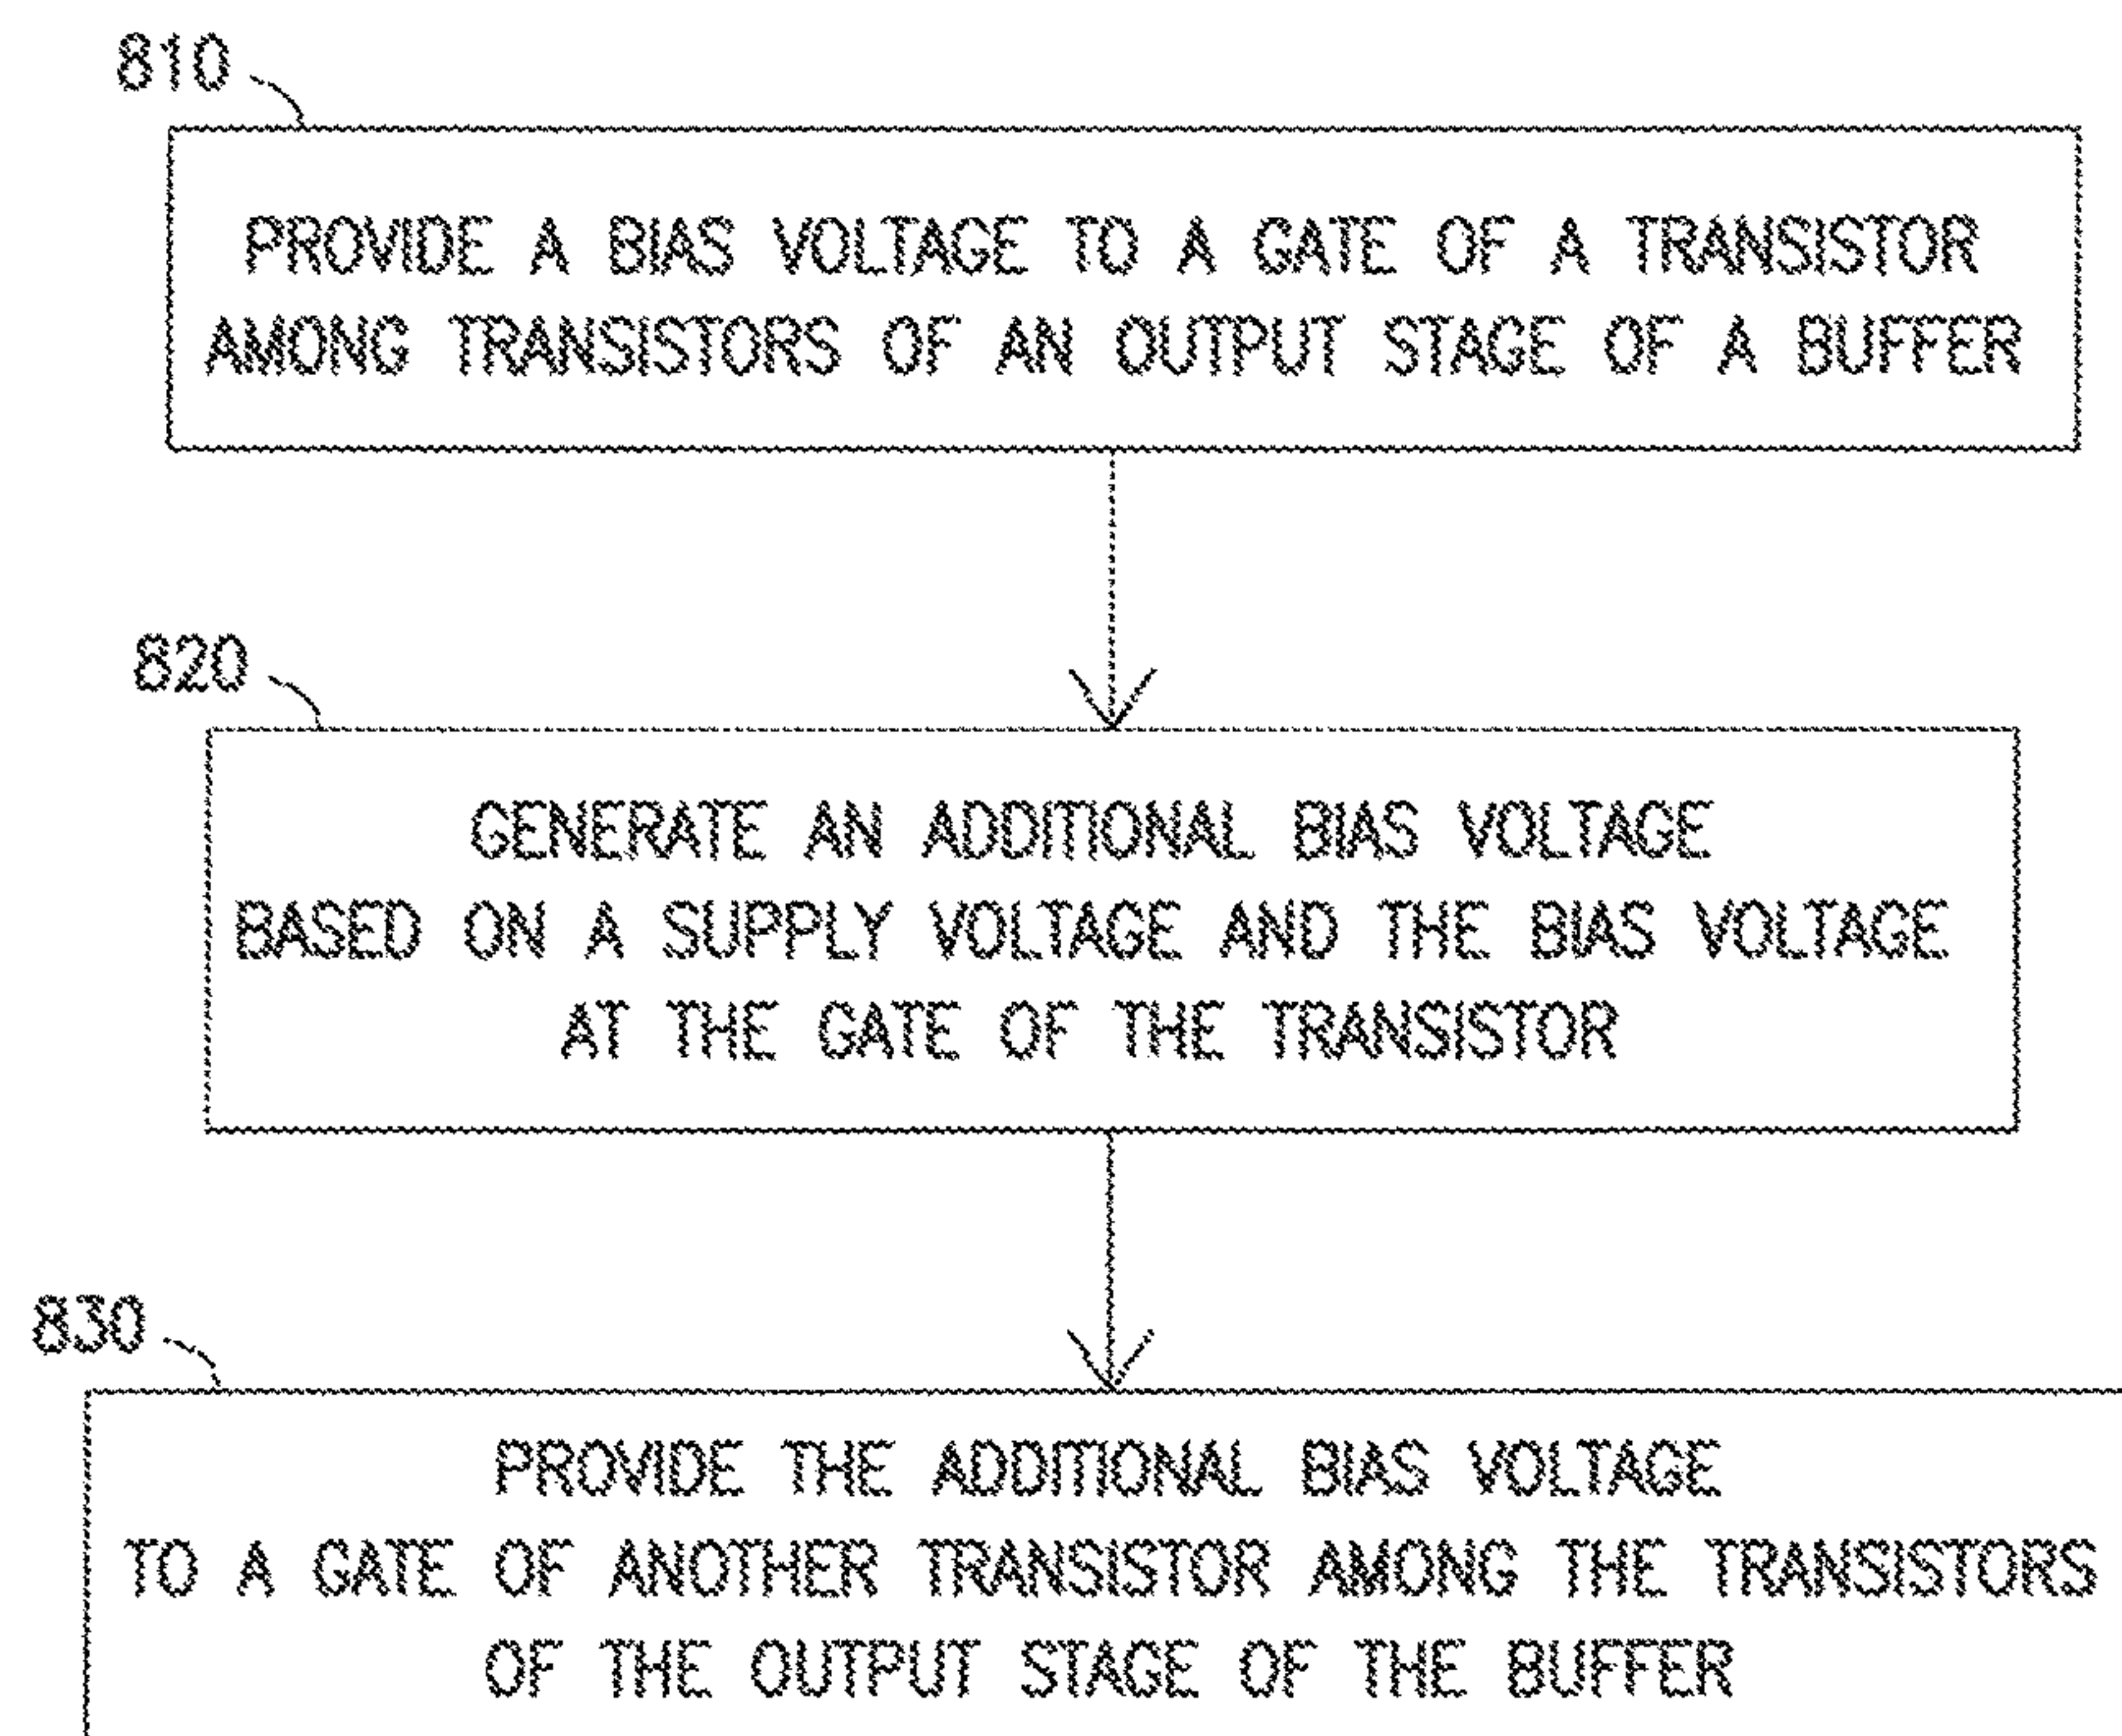 810
PROVIDE A BIAS VOLTAGE TO A GATE OF A TRANSISTOR
AMONG TRANSISTORS OF AN OUTPUT STAGE OF A BUFFER
820
GENERATE AN ADDITIONAL BIAS VOLTAGE
BASED ON A SUPPLY VOLTAGE AND THE BIAS VOLTAGE
AT THE GATE OF THE TRANSISTOR
830
PROVIDE THE ADDITIONAL BIAS VOLTAGE
TO A GATE OF ANOTHER TRANSISTOR AMONG THE TRANSISTORS
OF THE OUTPUT STAGE OF THE BUFFER